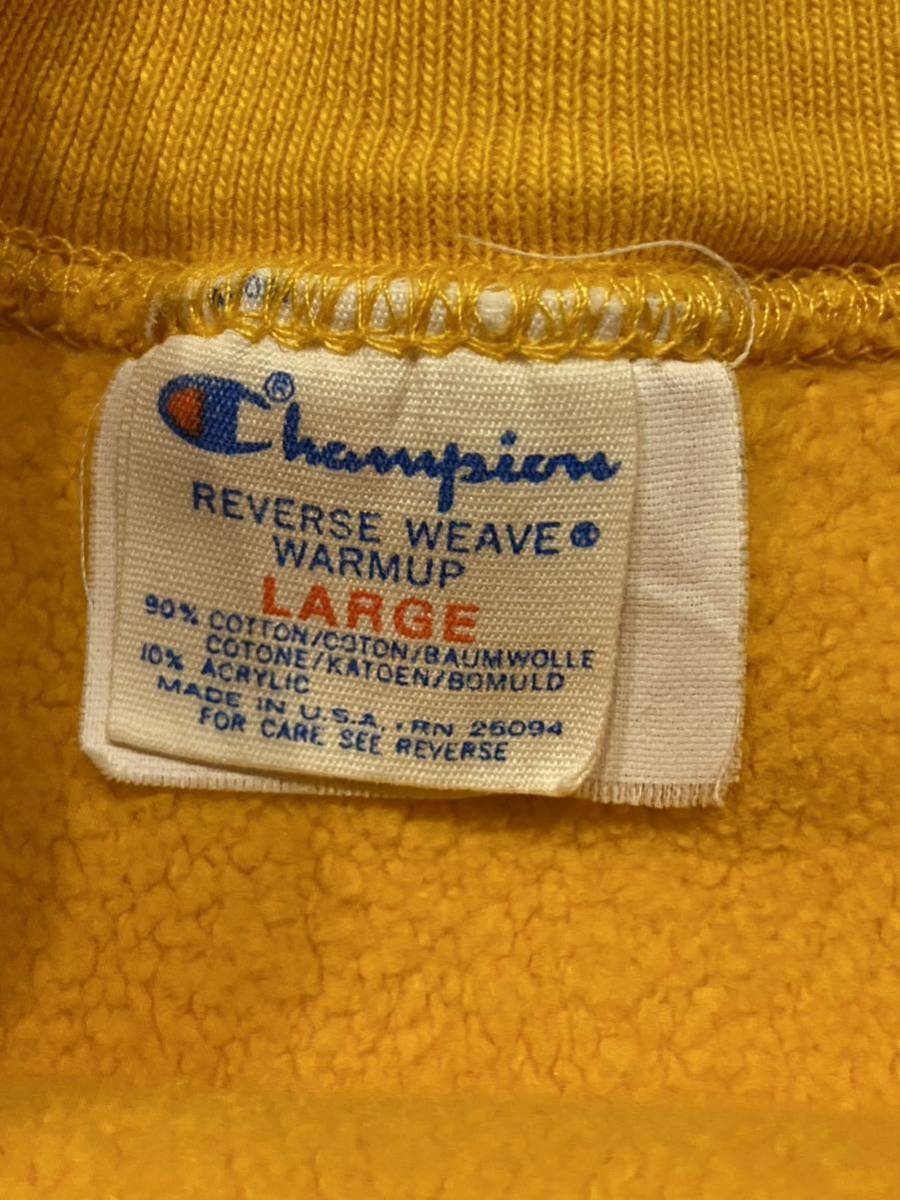 Champion®
REVERSE WEAVE®
WARMUP
LARGE
90% COTTON/COTON/BAUMWOLLE
COTONE/KATOEN/BOMULD
10% ACRYLIC
MADE IN U.S.A. • RN 26094
FOR CARE SEE REVERSE